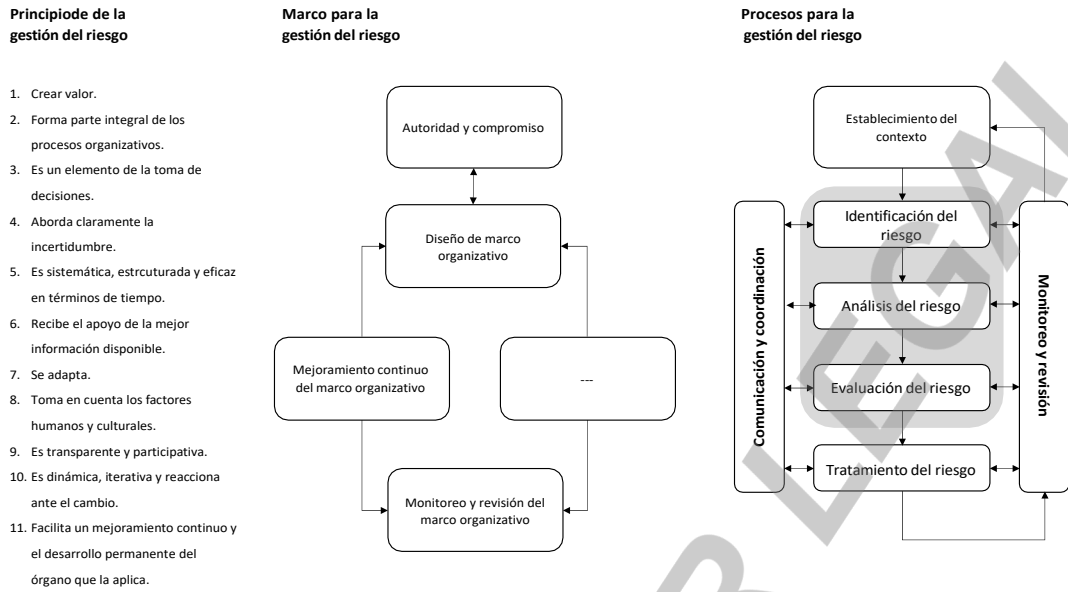 Principiode de la
gestión del riesgo
1. Crear valor.
2. Forma parte integral de los
procesos organizativos.
3. Es un elemento de la toma de
decisiones.
4. Aborda claramente la
incertidumbre.
5. Es sistemática, estrcuturada y eficaz
en términos de tiempo.
6. Recibe el apoyo de la mejor
información disponible.
7. Se adapta.
8. Toma en cuenta los factores
humanos y culturales.
9. Es transparente y participativa.
10. Es dinámica, iterativa y reacciona
ante el cambio.
11. Facilita un mejoramiento continuo y
el desarrollo permanente del
órgano que la aplica.
Marco para la
gestión del riesgo
Autoridad y compromiso
Diseño de marco
organizativo
Mejoramiento continuo
del marco organizativo
---
Monitoreo y revisión del
marco organizativo
Procesos para la
gestión del riesgo
Establecimiento del
contexto
Comunicación y coordinación
Identificación del
riesgo
Análisis del riesgo
Evaluación del riesgo
Tratamiento del riesgo
Monitoreo y revisión
R LEGAL